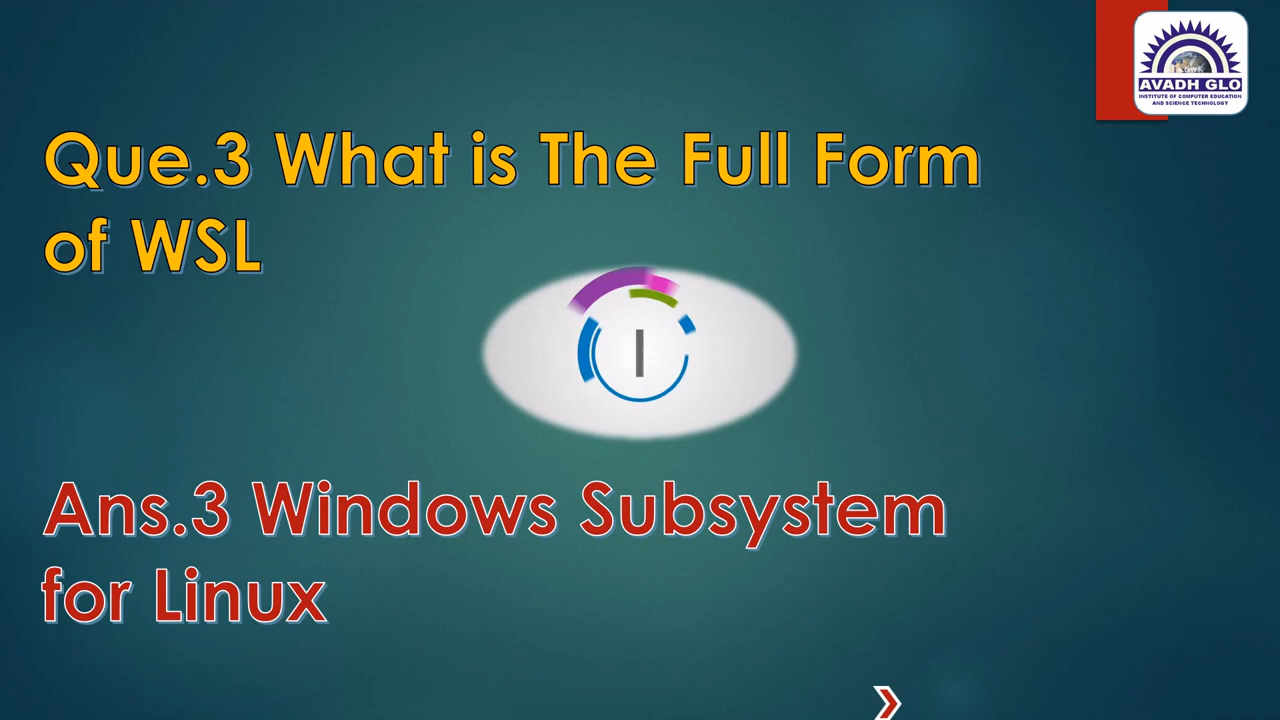 AVADH GLO
INSTITUTE OF COMPUTER EDUCATION
AND SCIENCE TECHNOLOGY
Que.3 What is The Full Form
of WSL
Ans.3 Windows Subsystem
for Linux